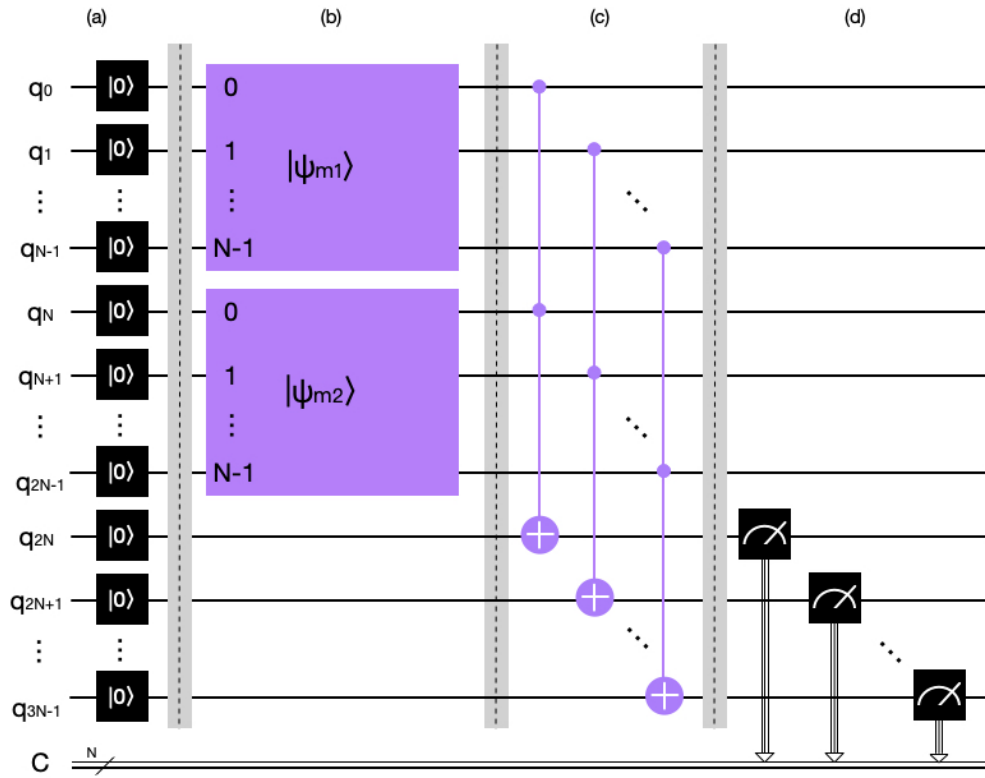 (a) (b) (c) (d)
q0 |0⟩ 0
q1 |0⟩ 1
|ψm1⟩
⋮ ⋮ ⋮
qN-1 |0⟩ N-1
qN |0⟩ 0
qN+1 |0⟩ 1
|ψm2⟩
⋮ ⋮ ⋮
q2N-1 |0⟩ N-1
q2N |0⟩
q2N+1 |0⟩
⋮ ⋮
q3N-1 |0⟩
C N